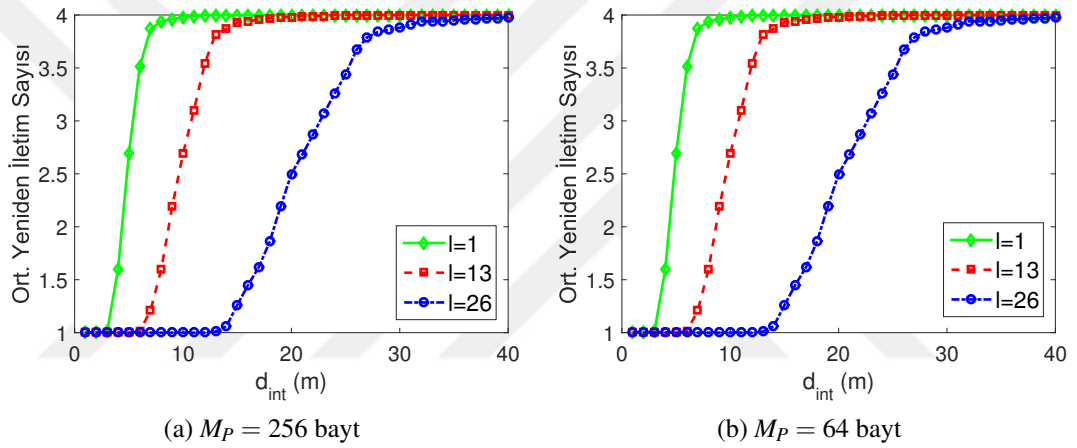 Ort. Yeniden İletim Sayısı
4
3.5
3
2.5
2
1.5
1
0
10
20
30
40
d_int (m)
l=1
l=13
l=26
(a) M_P = 256 bayt
Ort. Yeniden İletim Sayısı
4
3.5
3
2.5
2
1.5
1
0
10
20
30
40
d_int (m)
l=1
l=13
l=26
(b) M_P = 64 bayt